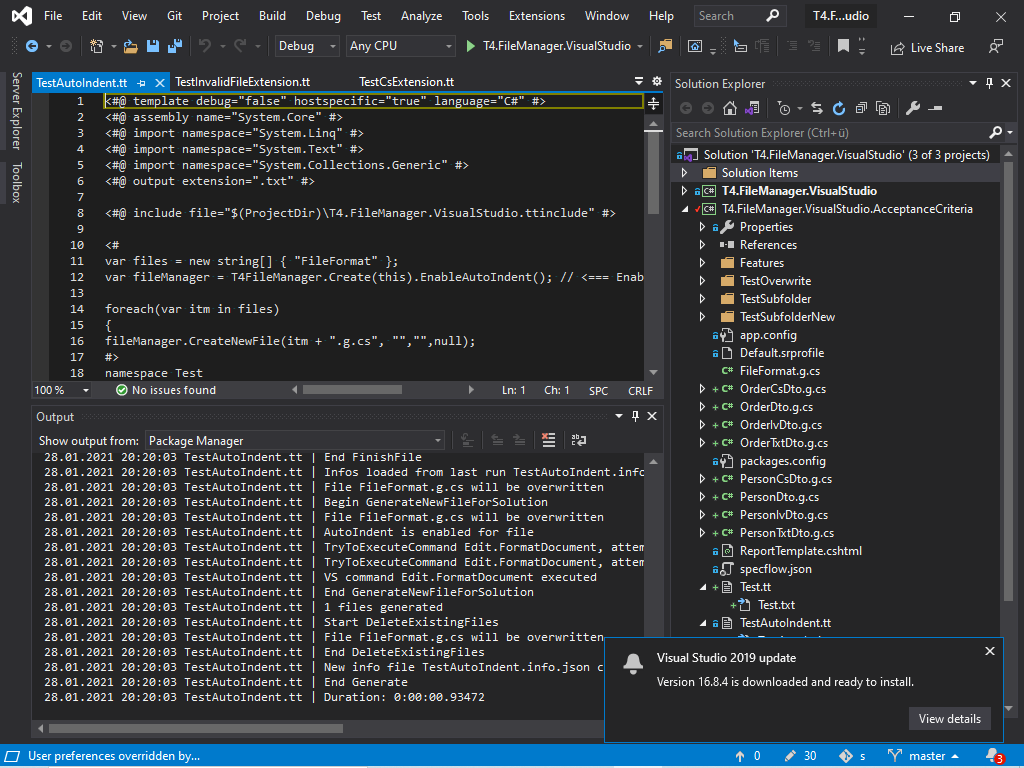 File Edit View Git Project Build Debug Test Analyze Tools Extensions Window Help Search T4.F...udio
Debug Any CPU T4.FileManager.VisualStudio Live Share
Server Explorer
Toolbox
TestAutoIndent.tt TestInvalidFileExtension.tt TestCsExtension.tt
1 <#@ template debug="false" hostspecific="true" language="C#" #>
2 <#@ assembly name="System.Core" #>
3 <#@ import namespace="System.Linq" #>
4 <#@ import namespace="System.Text" #>
5 <#@ import namespace="System.Collections.Generic" #>
6 <#@ output extension=".txt" #>
7
8 <#@ include file="$(ProjectDir)\T4.FileManager.VisualStudio.ttinclude" #>
9
10 <#
11 var files = new string[] { "FileFormat" };
12 var fileManager = T4FileManager.Create(this).EnableAutoIndent(); // <=== Enab
13
14 foreach(var itm in files)
15 {
16 fileManager.CreateNewFile(itm + ".g.cs", "","",null);
17 #>
18 namespace Test
100 % No issues found Ln: 1 Ch: 1 SPC CRLF
Output
Show output from: Package Manager
28.01.2021 20:20:03 TestAutoIndent.tt | End FinishFile
28.01.2021 20:20:03 TestAutoIndent.tt | Infos loaded from last run TestAutoIndent.info
28.01.2021 20:20:03 TestAutoIndent.tt | File FileFormat.g.cs will be overwritten
28.01.2021 20:20:03 TestAutoIndent.tt | Begin GenerateNewFileForSolution
28.01.2021 20:20:03 TestAutoIndent.tt | File FileFormat.g.cs will be overwritten
28.01.2021 20:20:03 TestAutoIndent.tt | AutoIndent is enabled for file
28.01.2021 20:20:03 TestAutoIndent.tt | TryToExecuteCommand Edit.FormatDocument, attem
28.01.2021 20:20:03 TestAutoIndent.tt | TryToExecuteCommand Edit.FormatDocument, attem
28.01.2021 20:20:03 TestAutoIndent.tt | VS command Edit.FormatDocument executed
28.01.2021 20:20:03 TestAutoIndent.tt | End GenerateNewFileForSolution
28.01.2021 20:20:03 TestAutoIndent.tt | 1 files generated
28.01.2021 20:20:03 TestAutoIndent.tt | Start DeleteExistingFiles
28.01.2021 20:20:03 TestAutoIndent.tt | File FileFormat.g.cs will be overwritten
28.01.2021 20:20:03 TestAutoIndent.tt | End DeleteExistingFiles
28.01.2021 20:20:03 TestAutoIndent.tt | New info file TestAutoIndent.info.json c
28.01.2021 20:20:03 TestAutoIndent.tt | End Generate
28.01.2021 20:20:03 TestAutoIndent.tt | Duration: 0:00:00.93472
Solution Explorer
Search Solution Explorer (Ctrl+ü)
Solution 'T4.FileManager.VisualStudio' (3 of 3 projects)
Solution Items
C# T4.FileManager.VisualStudio
C# T4.FileManager.VisualStudio.AcceptanceCriteria
Properties
References
Features
TestOverwrite
TestSubfolder
TestSubfolderNew
app.config
Default.srprofile
C# FileFormat.g.cs
+ C# OrderCsDto.g.cs
+ C# OrderDto.g.cs
+ C# OrderIvDto.g.cs
+ C# OrderTxtDto.g.cs
packages.config
+ C# PersonCsDto.g.cs
+ C# PersonDto.g.cs
+ C# PersonIvDto.g.cs
+ C# PersonTxtDto.g.cs
ReportTemplate.cshtml
specflow.json
+ Test.tt
+ Test.txt
TestAutoIndent.tt
Visual Studio 2019 update
Version 16.8.4 is downloaded and ready to install.
View details
User preferences overridden by... 0 30 s master 3